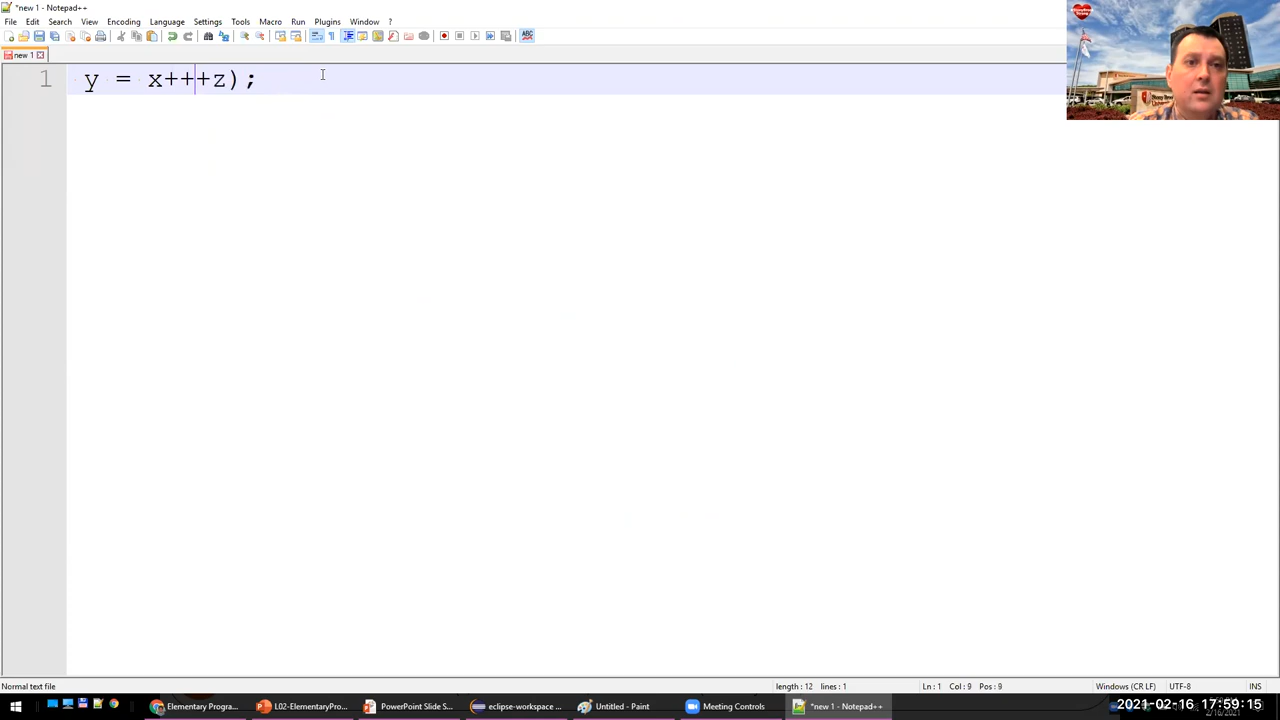 *new 1 - Notepad++
File Edit Search View Encoding Language Settings Tools Macro Run Plugins Window ?
new 1
1 y = x+++z);
Normal text file length: 12 lines: 1 Ln: 1 Col: 9 Pos: 9 Windows (CR LF) UTF-8 INS
Elementary Progra... L02-ElementaryPro... PowerPoint Slide S... eclipse-workspace ... Untitled - Paint Meeting Controls *new 1 - Notepad++
2021-02-16 17:59:15